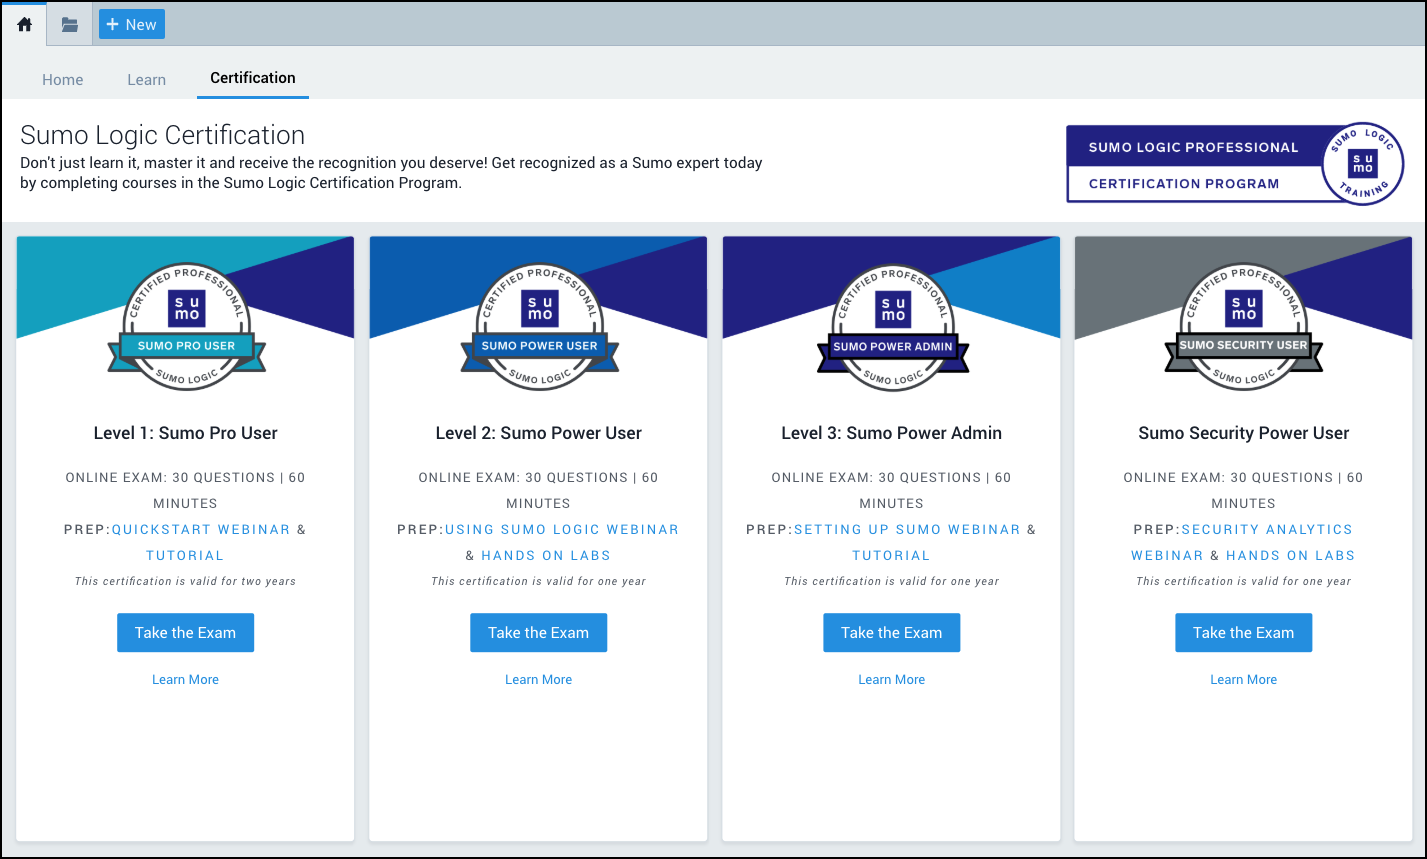 + New
Home
Learn
Certification
Sumo Logic Certification
Don't just learn it, master it and receive the recognition you deserve! Get recognized as a Sumo expert today
by completing courses in the Sumo Logic Certification Program.
SUMO LOGIC PROFESSIONAL
CERTIFICATION PROGRAM
SUMO LOGIC
su
mo
TRAINING
CERTIFIED PROFESSIONAL
su
mo
SUMO PRO USER
SUMO LOGIC
Level 1: Sumo Pro User
ONLINE EXAM: 30 QUESTIONS | 60
MINUTES
PREP:QUICKSTART WEBINAR &
TUTORIAL
This certification is valid for two years
Take the Exam
Learn More
CERTIFIED PROFESSIONAL
su
mo
SUMO POWER USER
SUMO LOGIC
Level 2: Sumo Power User
ONLINE EXAM: 30 QUESTIONS | 60
MINUTES
PREP:USING SUMO LOGIC WEBINAR
& HANDS ON LABS
This certification is valid for one year
Take the Exam
Learn More
CERTIFIED PROFESSIONAL
su
mo
SUMO POWER ADMIN
SUMO LOGIC
Level 3: Sumo Power Admin
ONLINE EXAM: 30 QUESTIONS | 60
MINUTES
PREP:SETTING UP SUMO WEBINAR &
TUTORIAL
This certification is valid for one year
Take the Exam
Learn More
CERTIFIED PROFESSIONAL
su
mo
SUMO SECURITY USER
SUMO LOGIC
Sumo Security Power User
ONLINE EXAM: 30 QUESTIONS | 60
MINUTES
PREP:SECURITY ANALYTICS
WEBINAR & HANDS ON LABS
This certification is valid for one year
Take the Exam
Learn More